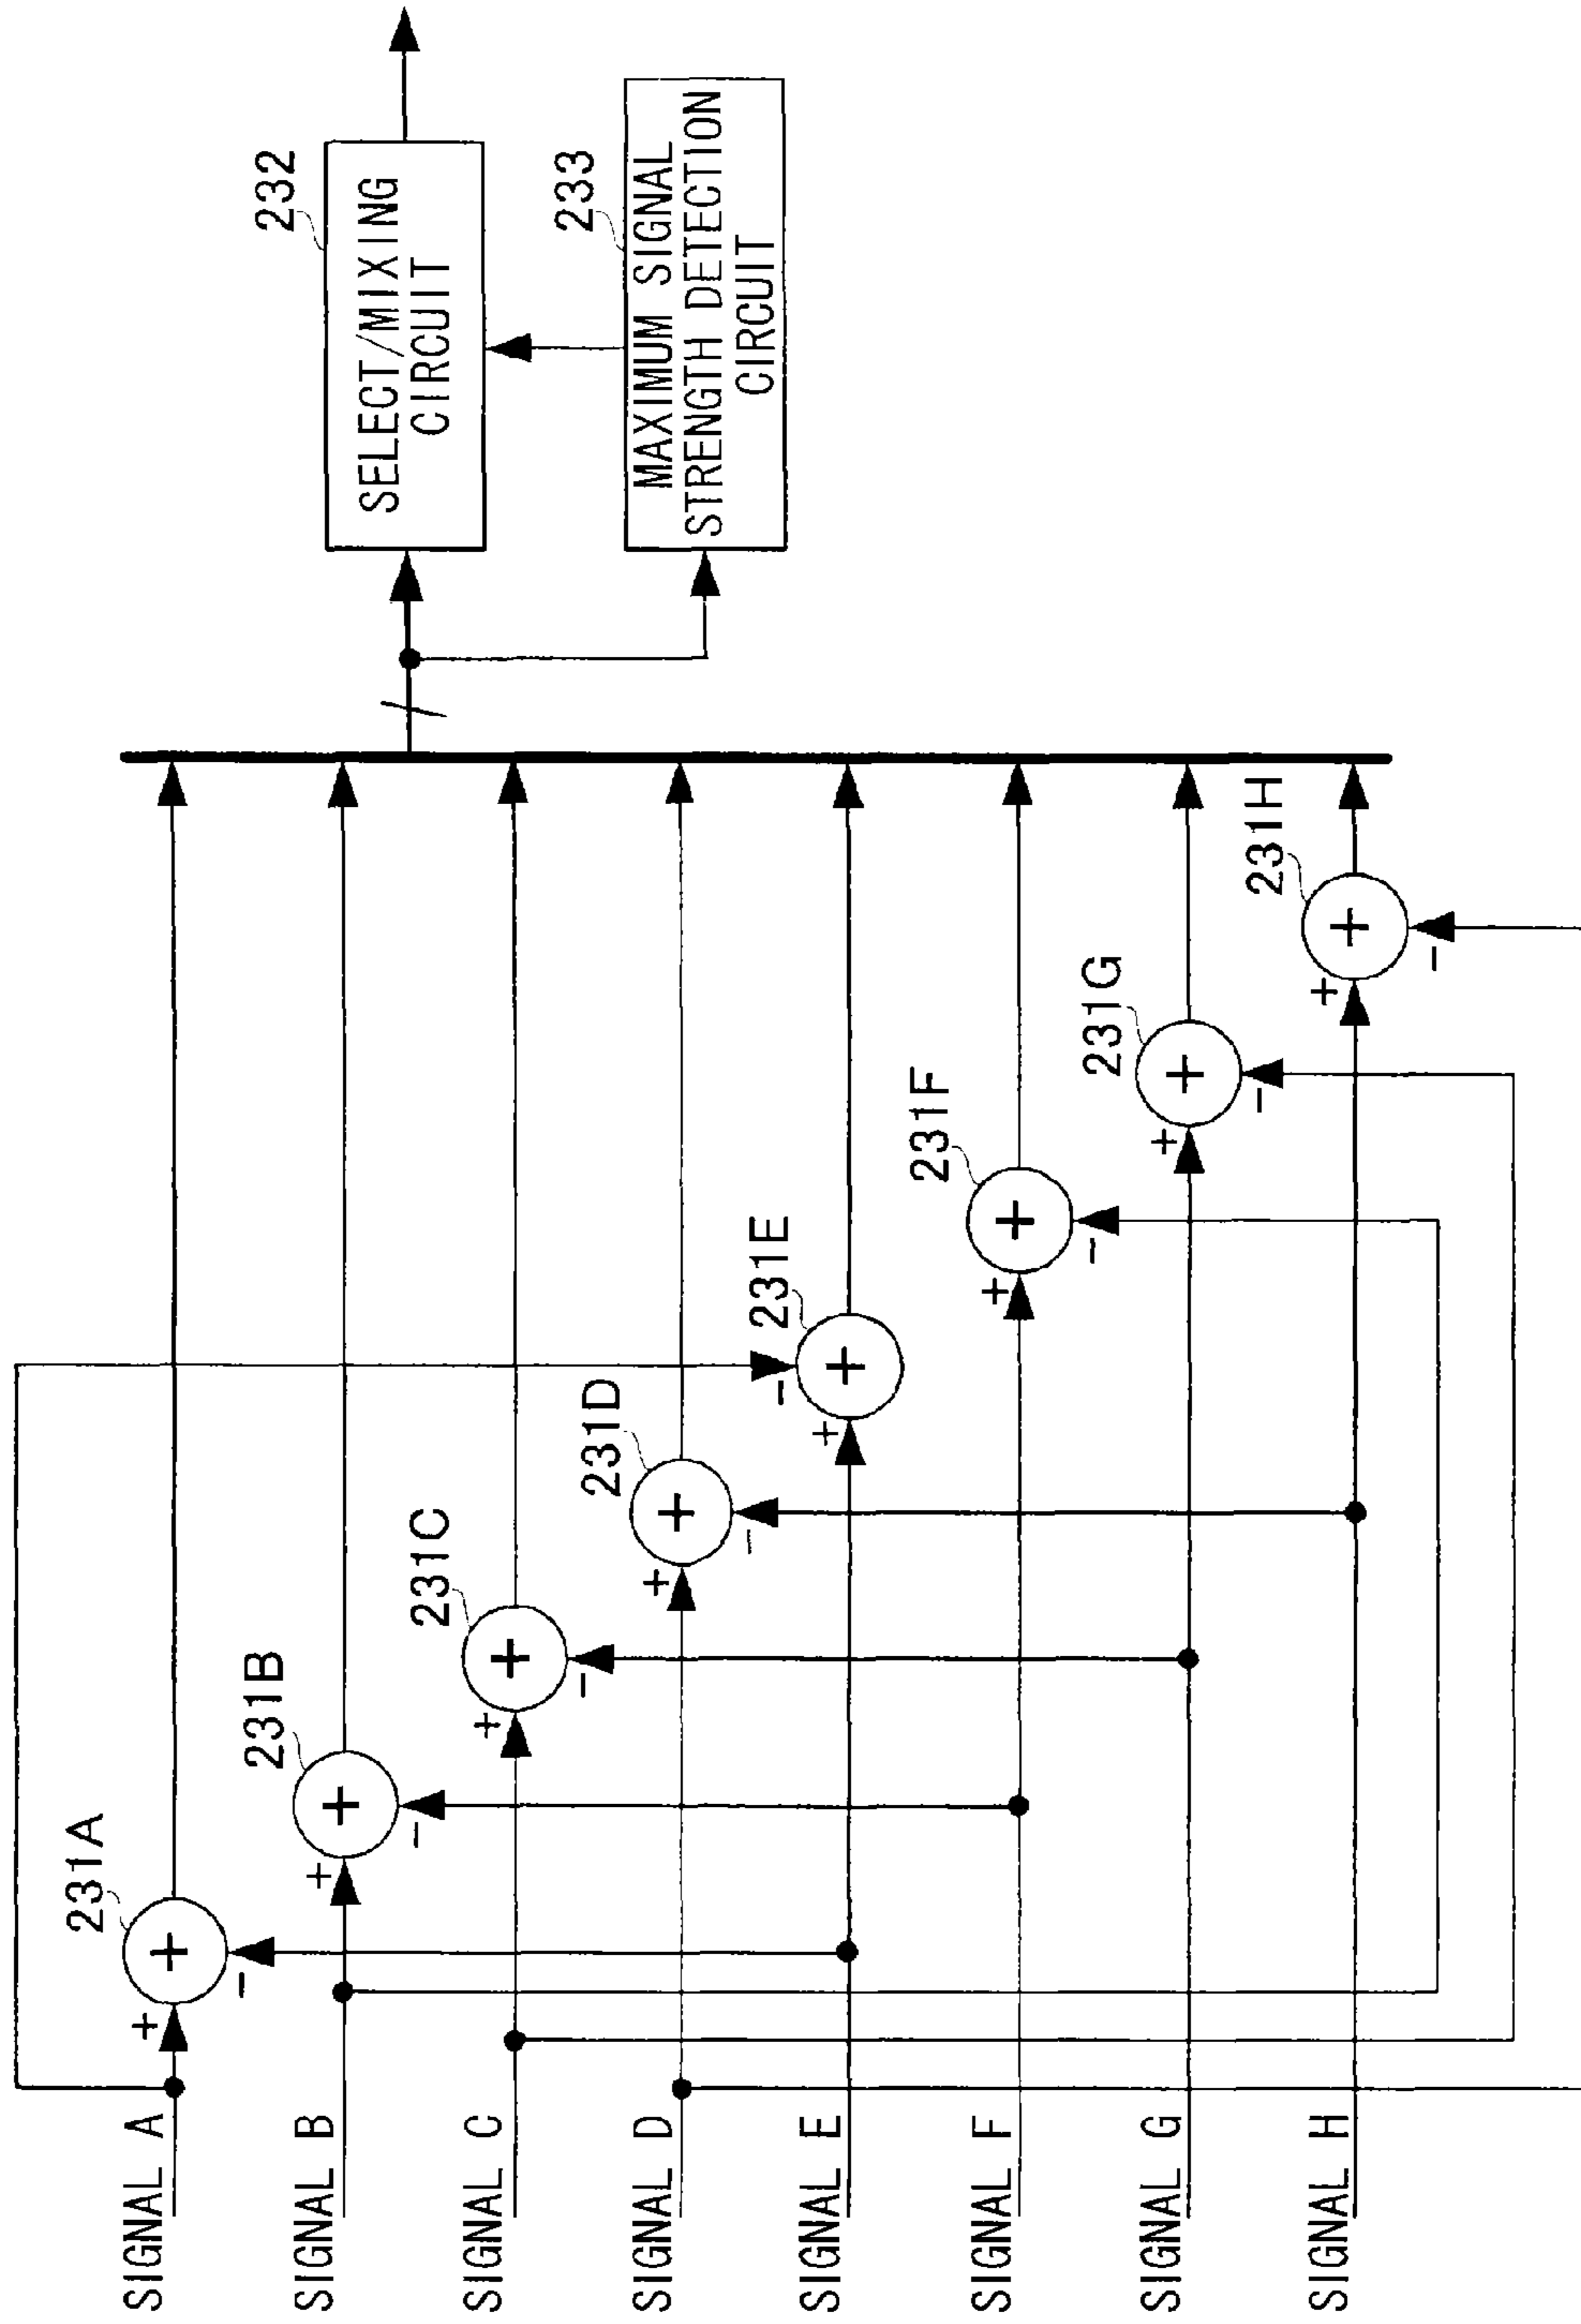 SIGNAL A
SIGNAL B
SIGNAL C
SIGNAL D
SIGNAL E
SIGNAL F
SIGNAL G
SIGNAL H
231A
+
+
-
231B
+
+
-
231C
+
+
-
231D
+
+
-
231E
+
+
-
231F
+
+
-
231G
+
+
-
231H
+
+
-
232
SELECT/MIXING
CIRCUIT
233
MAXIMUM SIGNAL
STRENGTH DETECTION
CIRCUIT